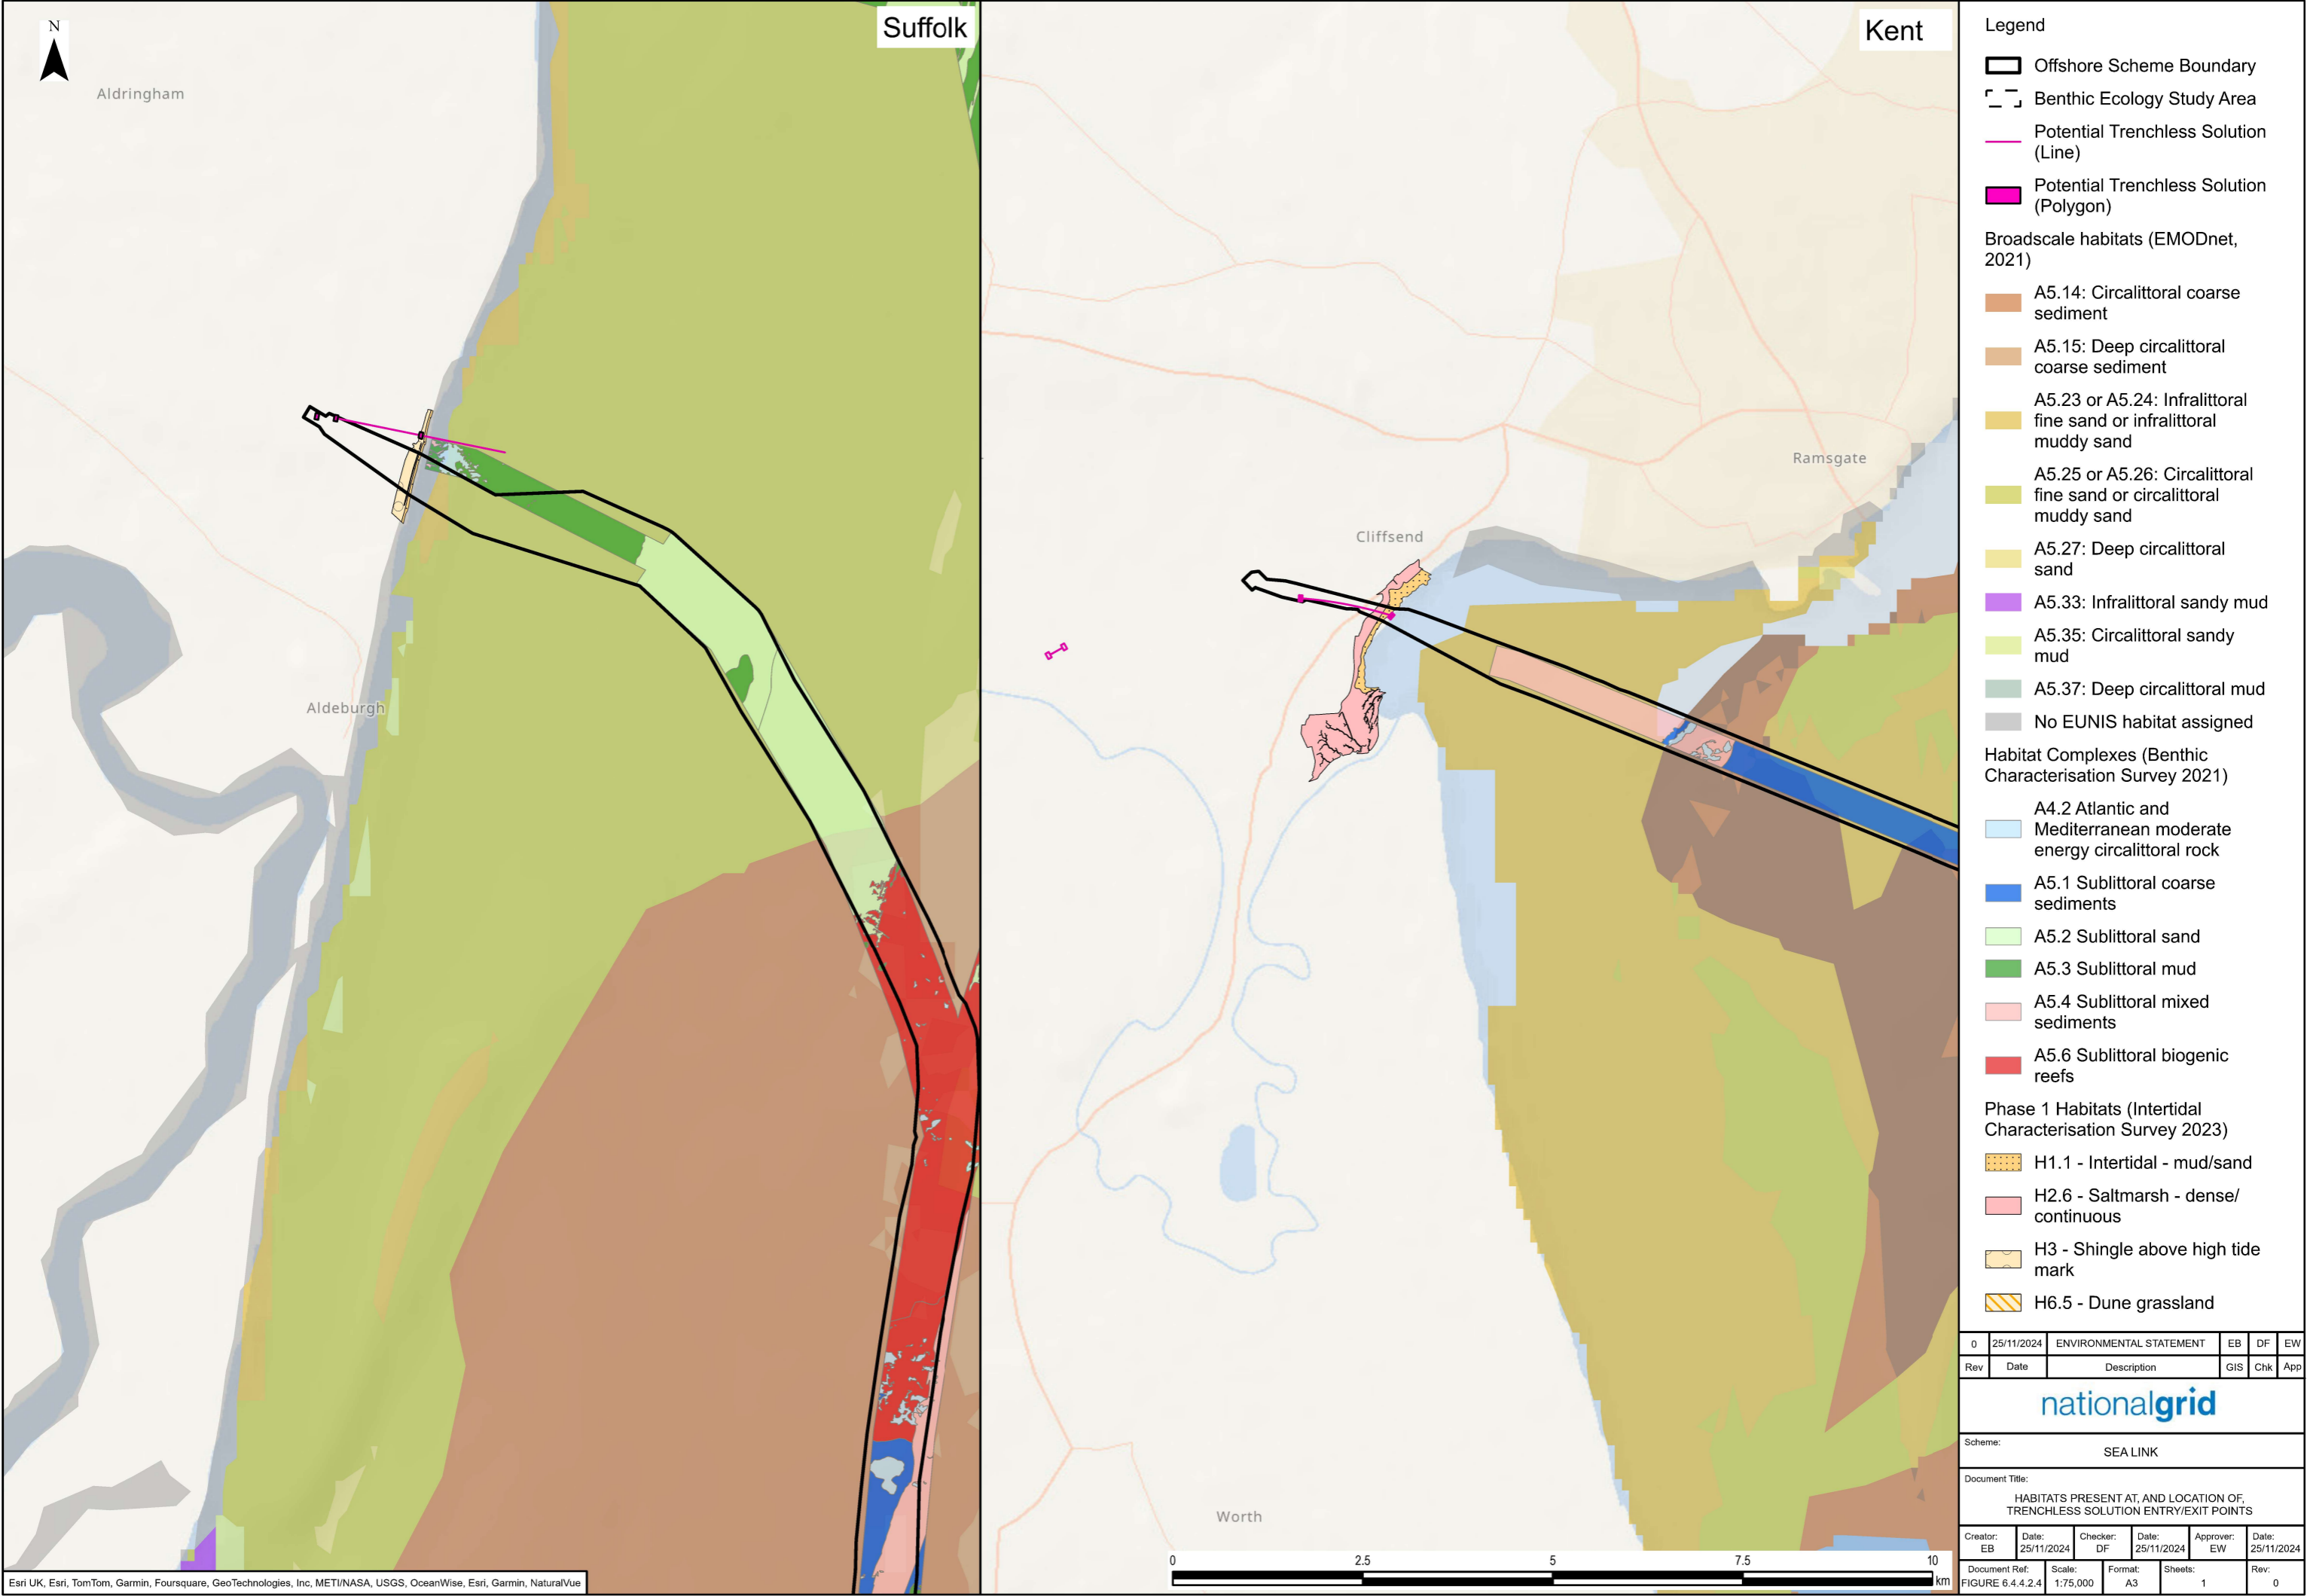 Suffolk
N
Aldringham
Aldeburgh
Esri UK, Esri, TomTom, Garmin, Foursquare, GeoTechnologies, Inc, METI/NASA, USGS, OceanWise, Esri, Garmin, NaturalVue
Kent
Ramsgate
Cliffsend
Worth
0 2.5 5 7.5 10
km
Legend
Offshore Scheme Boundary
Benthic Ecology Study Area
Potential Trenchless Solution
(Line)
Potential Trenchless Solution
(Polygon)
Broadscale habitats (EMODnet,
2021)
A5.14: Circalittoral coarse
sediment
A5.15: Deep circalittoral
coarse sediment
A5.23 or A5.24: Infralittoral
fine sand or infralittoral
muddy sand
A5.25 or A5.26: Circalittoral
fine sand or circalittoral
muddy sand
A5.27: Deep circalittoral
sand
A5.33: Infralittoral sandy mud
A5.35: Circalittoral sandy
mud
A5.37: Deep circalittoral mud
No EUNIS habitat assigned
Habitat Complexes (Benthic
Characterisation Survey 2021)
A4.2 Atlantic and
Mediterranean moderate
energy circalittoral rock
A5.1 Sublittoral coarse
sediments
A5.2 Sublittoral sand
A5.3 Sublittoral mud
A5.4 Sublittoral mixed
sediments
A5.6 Sublittoral biogenic
reefs
Phase 1 Habitats (Intertidal
Characterisation Survey 2023)
H1.1 - Intertidal - mud/sand
H2.6 - Saltmarsh - dense/
continuous
H3 - Shingle above high tide
mark
H6.5 - Dune grassland
0 25/11/2024 ENVIRONMENTAL STATEMENT EB DF EW
Rev Date Description GIS Chk App
nationalgrid
Scheme:
SEA LINK
Document Title:
HABITATS PRESENT AT, AND LOCATION OF,
TRENCHLESS SOLUTION ENTRY/EXIT POINTS
Creator: Date: Checker: Date: Approver: Date:
EB 25/11/2024 DF 25/11/2024 EW 25/11/2024
Document Ref: Scale: Format: Sheets: Rev:
FIGURE 6.4.4.2.4 1:75,000 A3 1 0